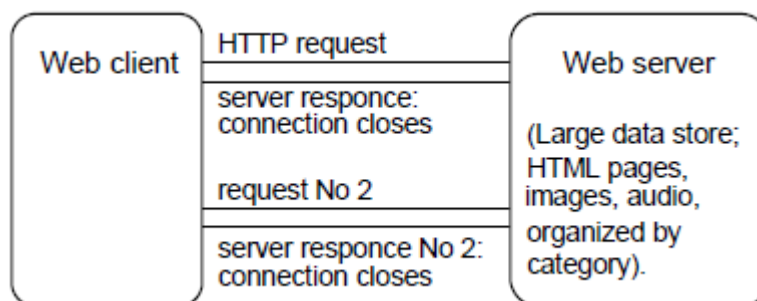 Web client
HTTP request
server responce:
connection closes
request No 2
server responce No 2:
connection closes
Web server
(Large data store;
HTML pages,
images, audio,
organized by
category).